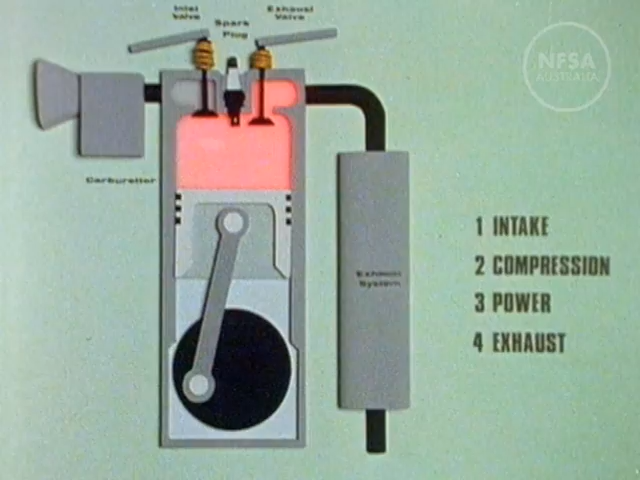 Inlet
Valve
Spark
Plug
Exhaust
Valve
NFSA
AUSTRALIA
Carburettor
Exhaust
System
1 INTAKE
2 COMPRESSION
3 POWER
4 EXHAUST